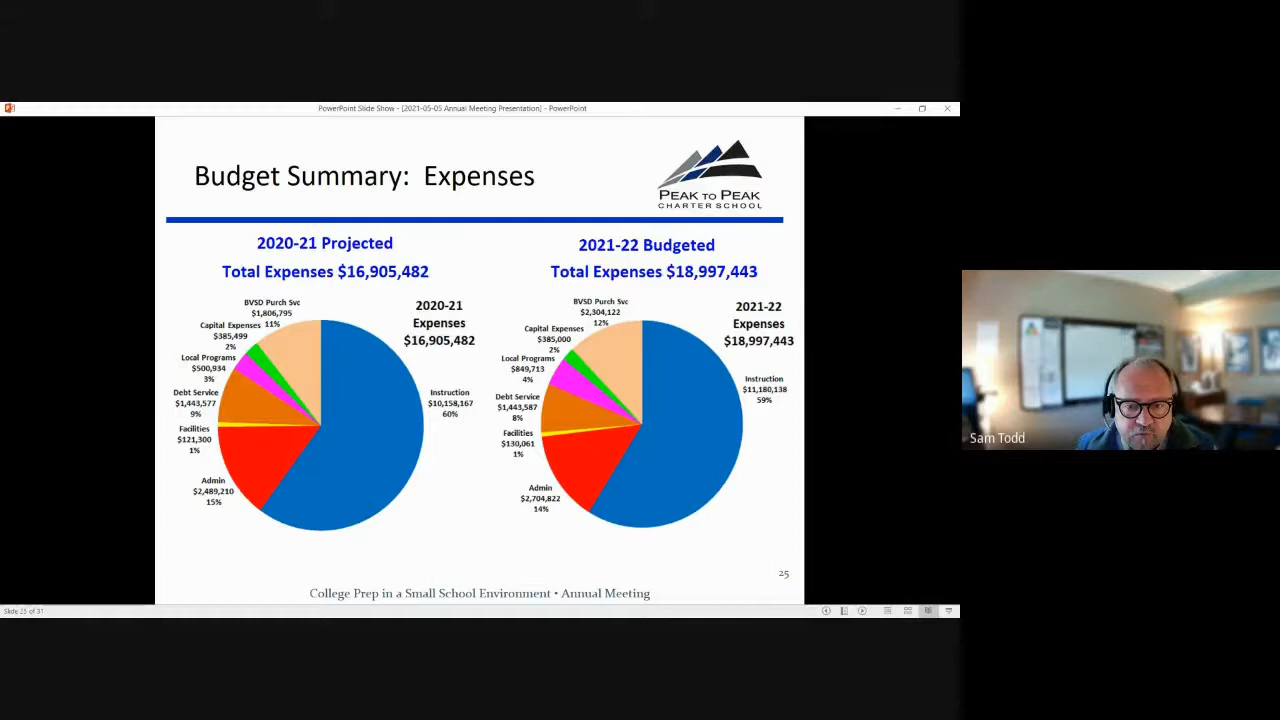 PowerPoint Slide Show - [2021-05-05 Annual Meeting Presentation] - PowerPoint
Budget Summary: Expenses
PEAK TO PEAK
CHARTER SCHOOL
2020-21 Projected
Total Expenses $16,905,482
2021-22 Budgeted
Total Expenses $18,997,443
2020-21
Expenses
$16,905,482
BVSD Purch Svc
$1,806,795
11%
Capital Expenses
$385,499
2%
Local Programs
$500,934
3%
Debt Service
$1,443,577
9%
Facilities
$121,300
1%
Admin
$2,489,210
15%
Instruction
$10,158,167
60%
2021-22
Expenses
$18,997,443
BVSD Purch Svc
$2,304,122
12%
Capital Expenses
$385,000
2%
Local Programs
$849,713
4%
Debt Service
$1,443,587
8%
Facilities
$130,061
1%
Admin
$2,704,822
14%
Instruction
$11,180,138
59%
25
College Prep in a Small School Environment • Annual Meeting
Slide 25 of 31
Sam Todd